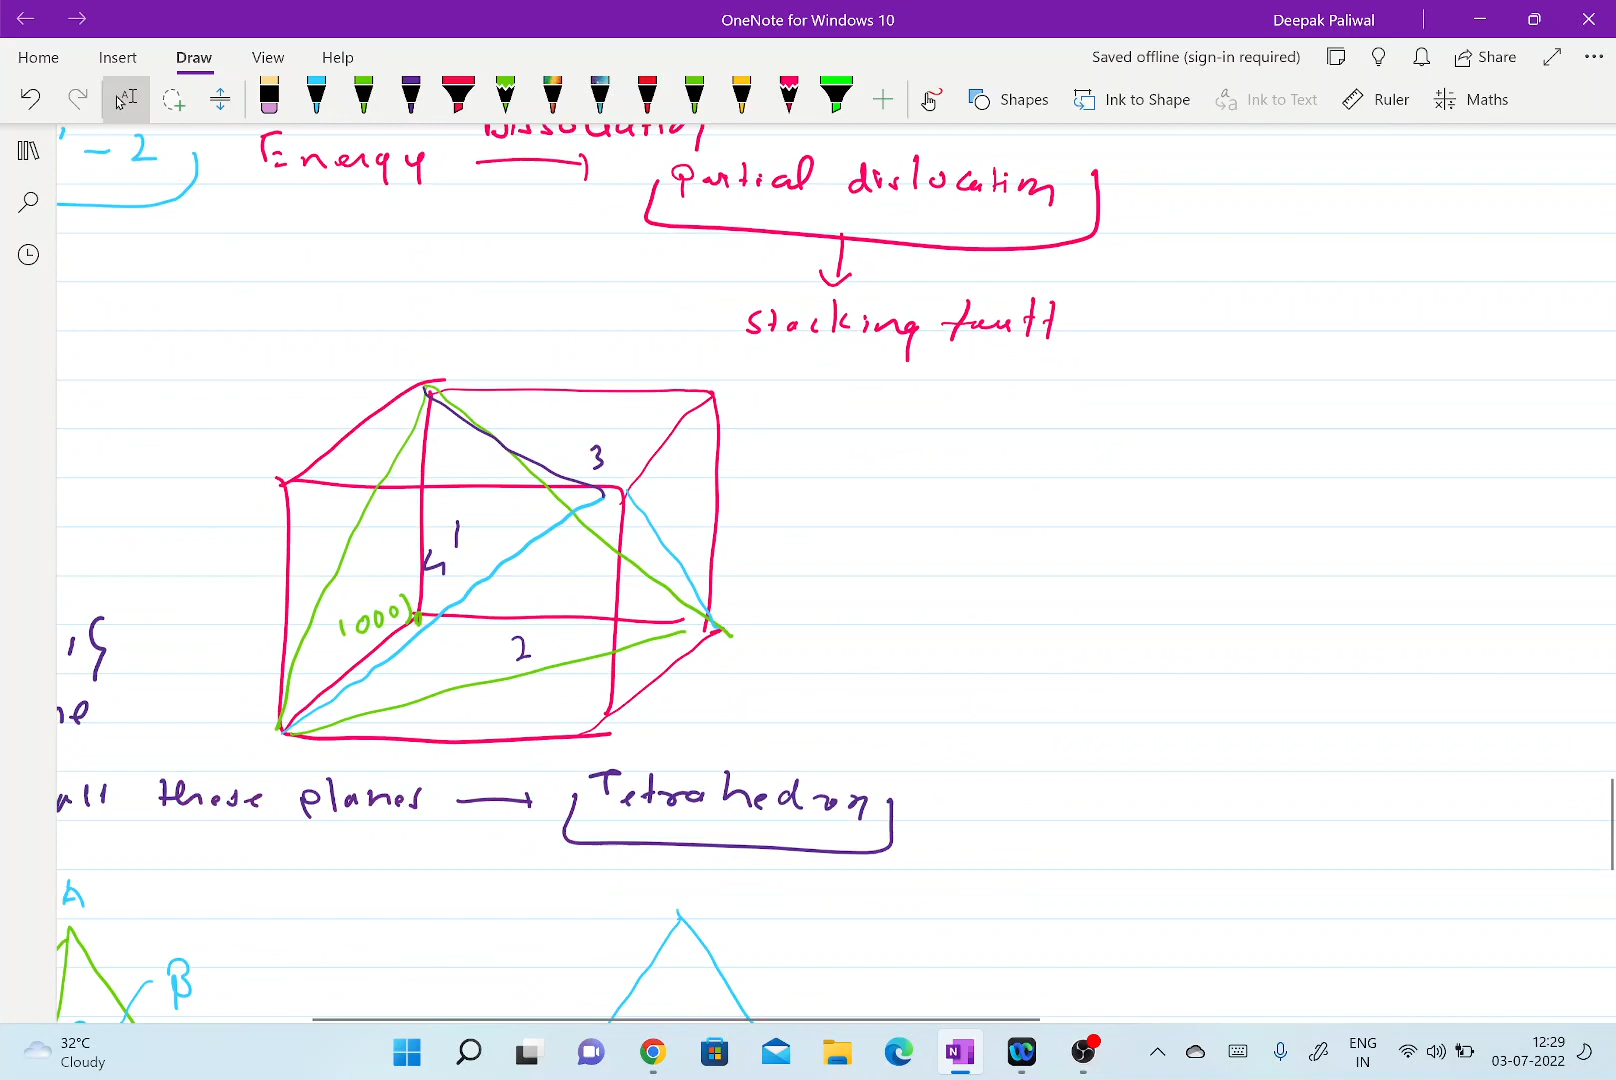 OneNote for Windows 10
Deepak Paliwal
Home Insert Draw View Help
Saved offline (sign-in required)
Share
Shapes
Ink to Shape
Ink to Text
Ruler
Maths
- 2
Energy
Partial dislocation
stacking fault
3
1
4
(000)
2
all these planes → Tetrahedron
A
β
32°C
Cloudy
ENG
IN
12:29
03-07-2022